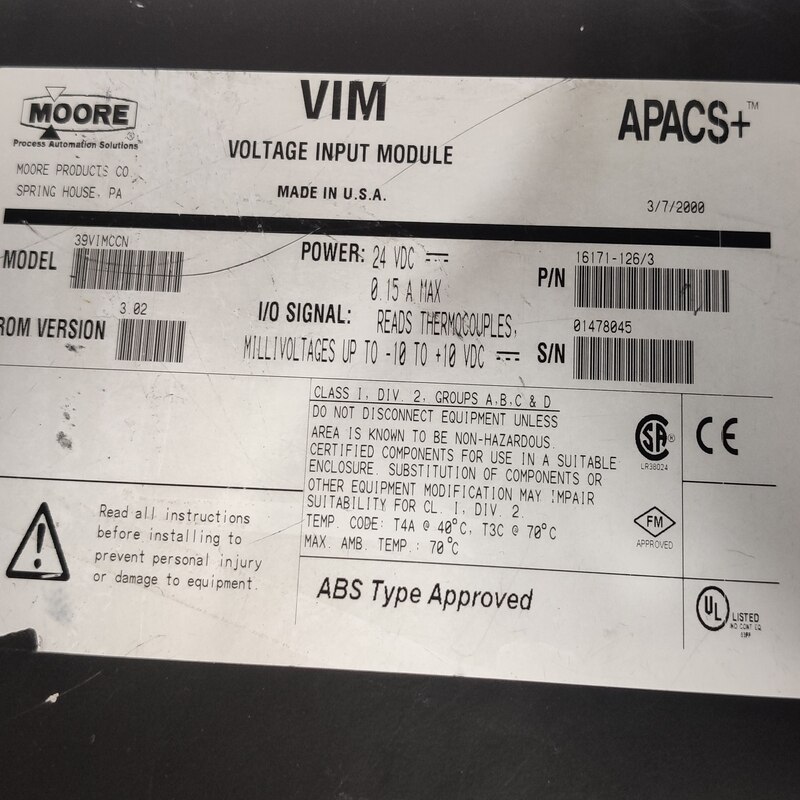 MOORE ®
Process Automation Solutions
MOORE PRODUCTS CO
SPRING HOUSE, PA
VIM
VOLTAGE INPUT MODULE
MADE IN U.S.A.
APACS+™
3/7/2000
MODEL 39VIMCCN
ROM VERSION 3.02
POWER: 24 VDC
0.15 A MAX
I/O SIGNAL: READS THERMOCOUPLES,
MILLIVOLTAGES UP TO -10 TO +10 VDC
P/N 16171-126/3
S/N 01478045
CLASS I, DIV. 2, GROUPS A,B,C & D
DO NOT DISCONNECT EQUIPMENT UNLESS
AREA IS KNOWN TO BE NON-HAZARDOUS.
CERTIFIED COMPONENTS FOR USE IN A SUITABLE
ENCLOSURE. SUBSTITUTION OF COMPONENTS OR
OTHER EQUIPMENT MODIFICATION MAY IMPAIR
SUITABILITY FOR CL. I, DIV. 2.
TEMP. CODE: T4A @ 40°C, T3C @ 70°C
MAX. AMB. TEMP.: 70°C
ABS Type Approved
Read all instructions
before installing to
prevent personal injury
or damage to equipment.
SA ®
LR38024
CE
FM
APPROVED
UL
LISTED